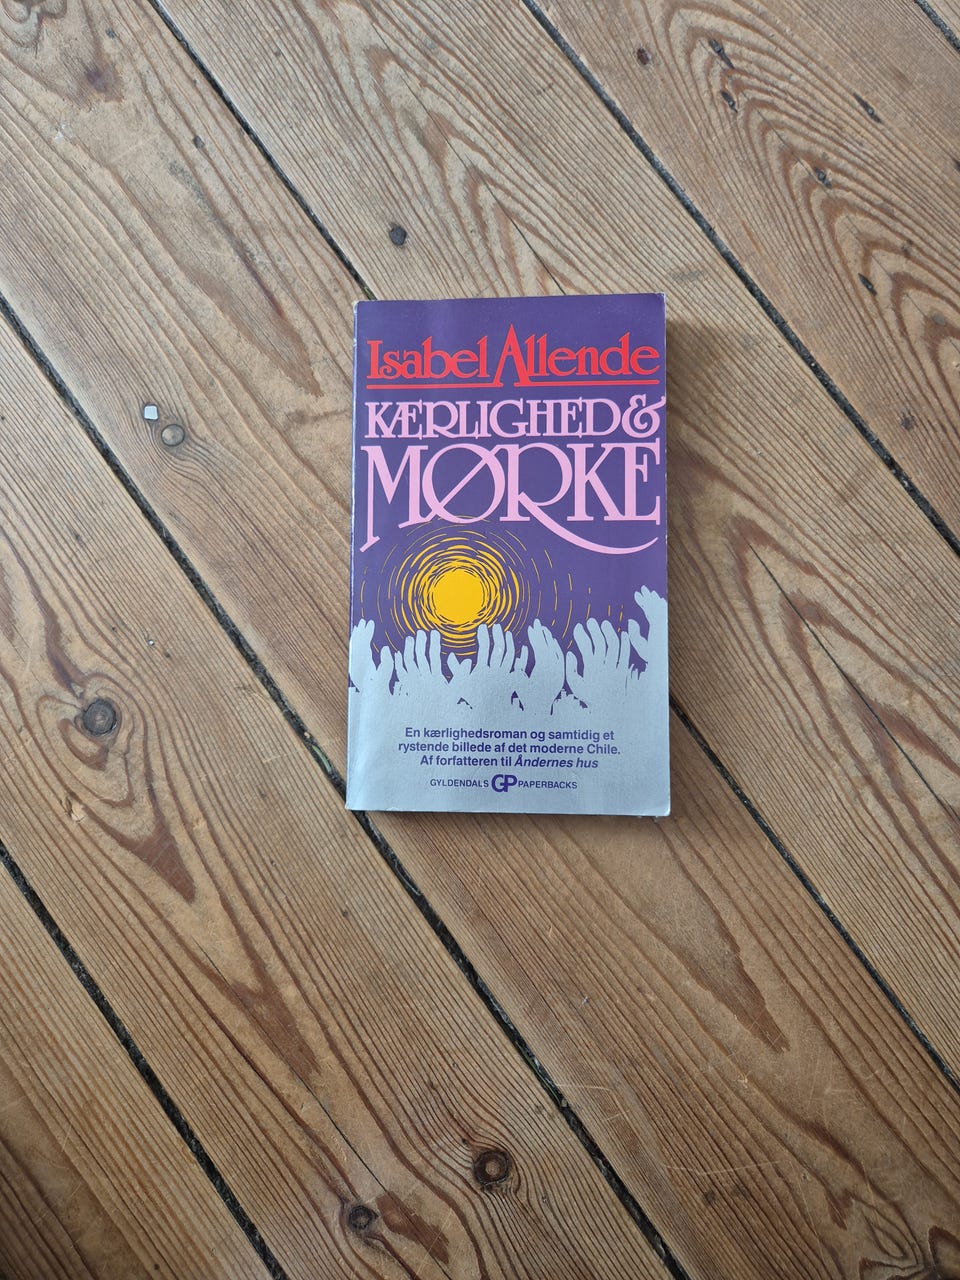 Isabel Allende
KÆRLIGHED &
MØRKE
En kærlighedsroman og samtidig et
rystende billede af det moderne Chile.
Af forfatteren til Åndernes hus
GYLDENDALS GP PAPERBACKS